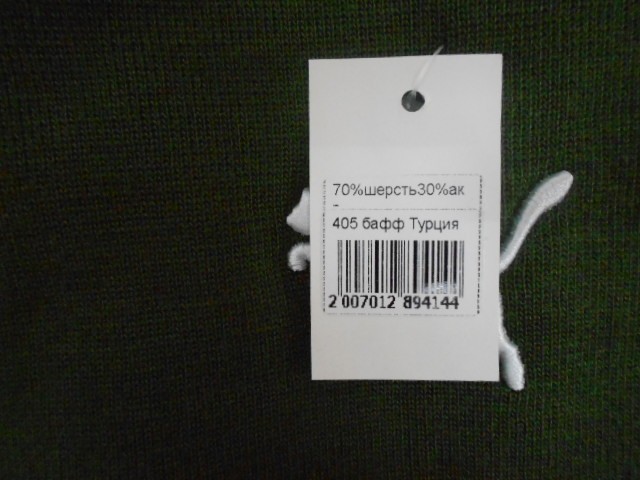 70%шерсть30%ак
-
405 бафф Турция
2 007012 894144